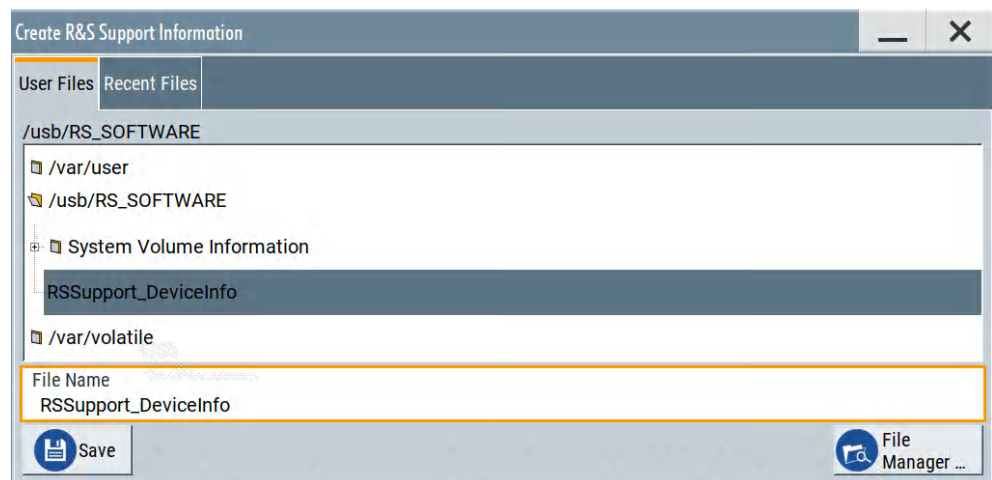 Create R&S Support Information
User Files Recent Files
/usb/RS_SOFTWARE
/var/user
/usb/RS_SOFTWARE
System Volume Information
RSSupport_DeviceInfo
/var/volatile
File Name
RSSupport_DeviceInfo
Save
File
Manager ...